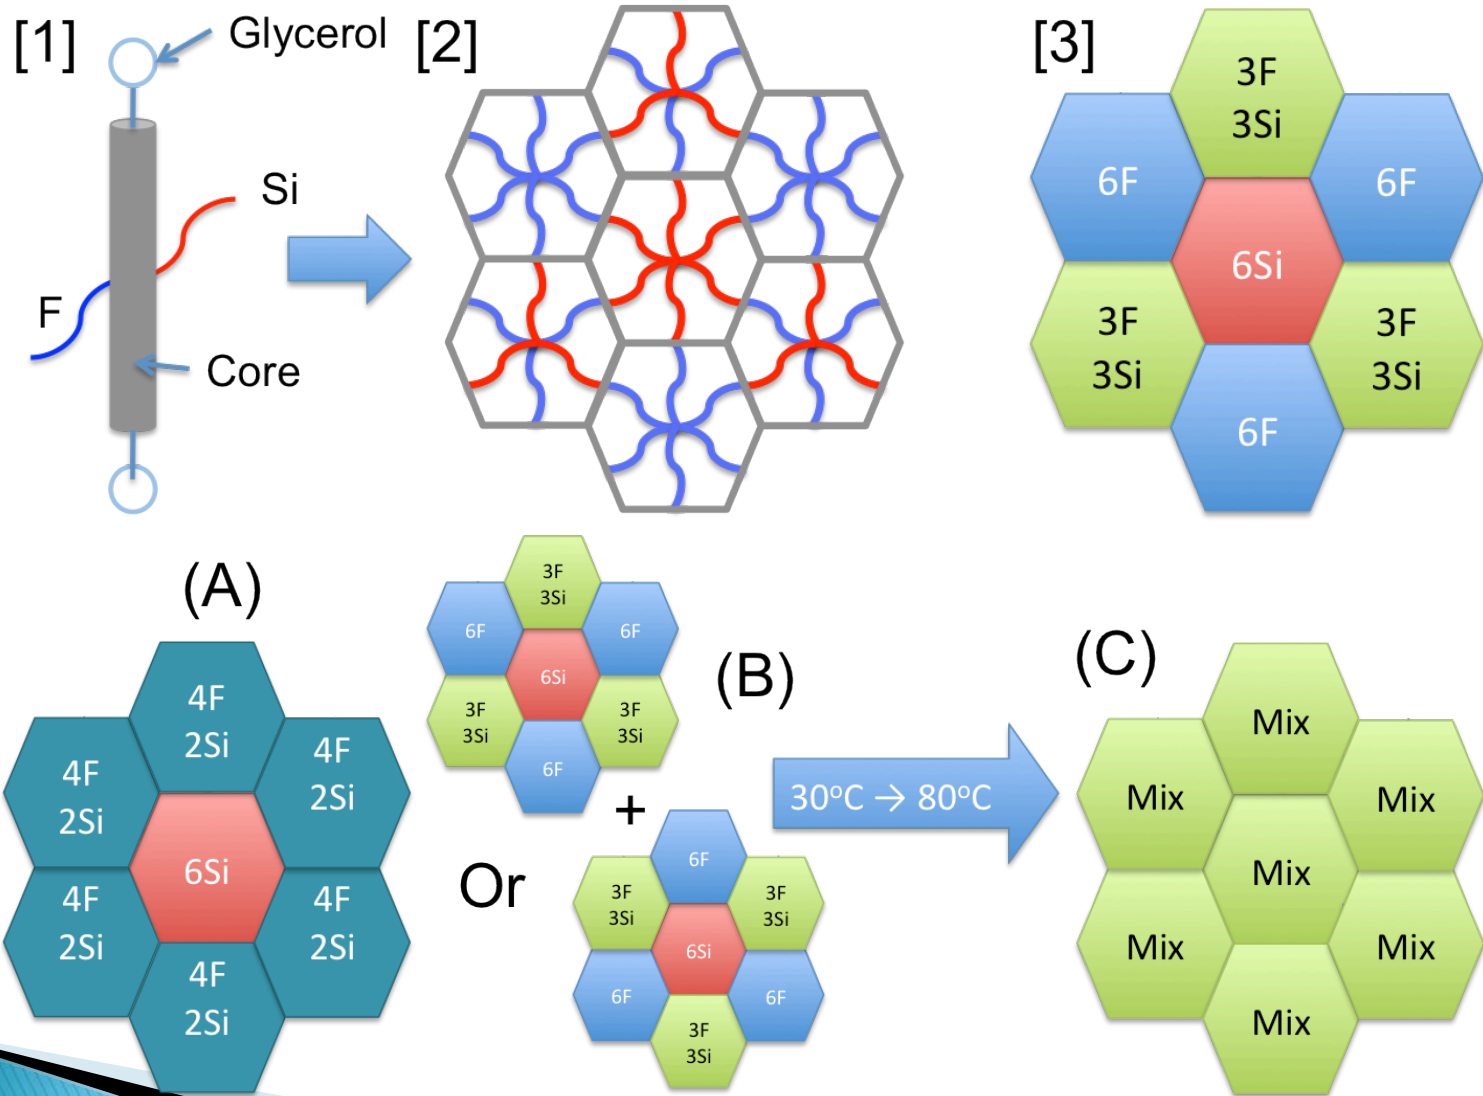 [1]
Glycerol
Si
F
Core
[2]
[3]
3F
3Si
6F
6F
6Si
3F
3Si
3F
3Si
6F
(A)
4F
2Si
4F
2Si
4F
2Si
6Si
4F
2Si
4F
2Si
4F
2Si
Or
(B)
3F
3Si
6F
6F
6Si
3F
3Si
3F
3Si
6F
+
6F
3F
3Si
3F
3Si
6Si
6F
6F
3F
3Si
30°C → 80°C
(C)
Mix
Mix
Mix
Mix
Mix
Mix
Mix